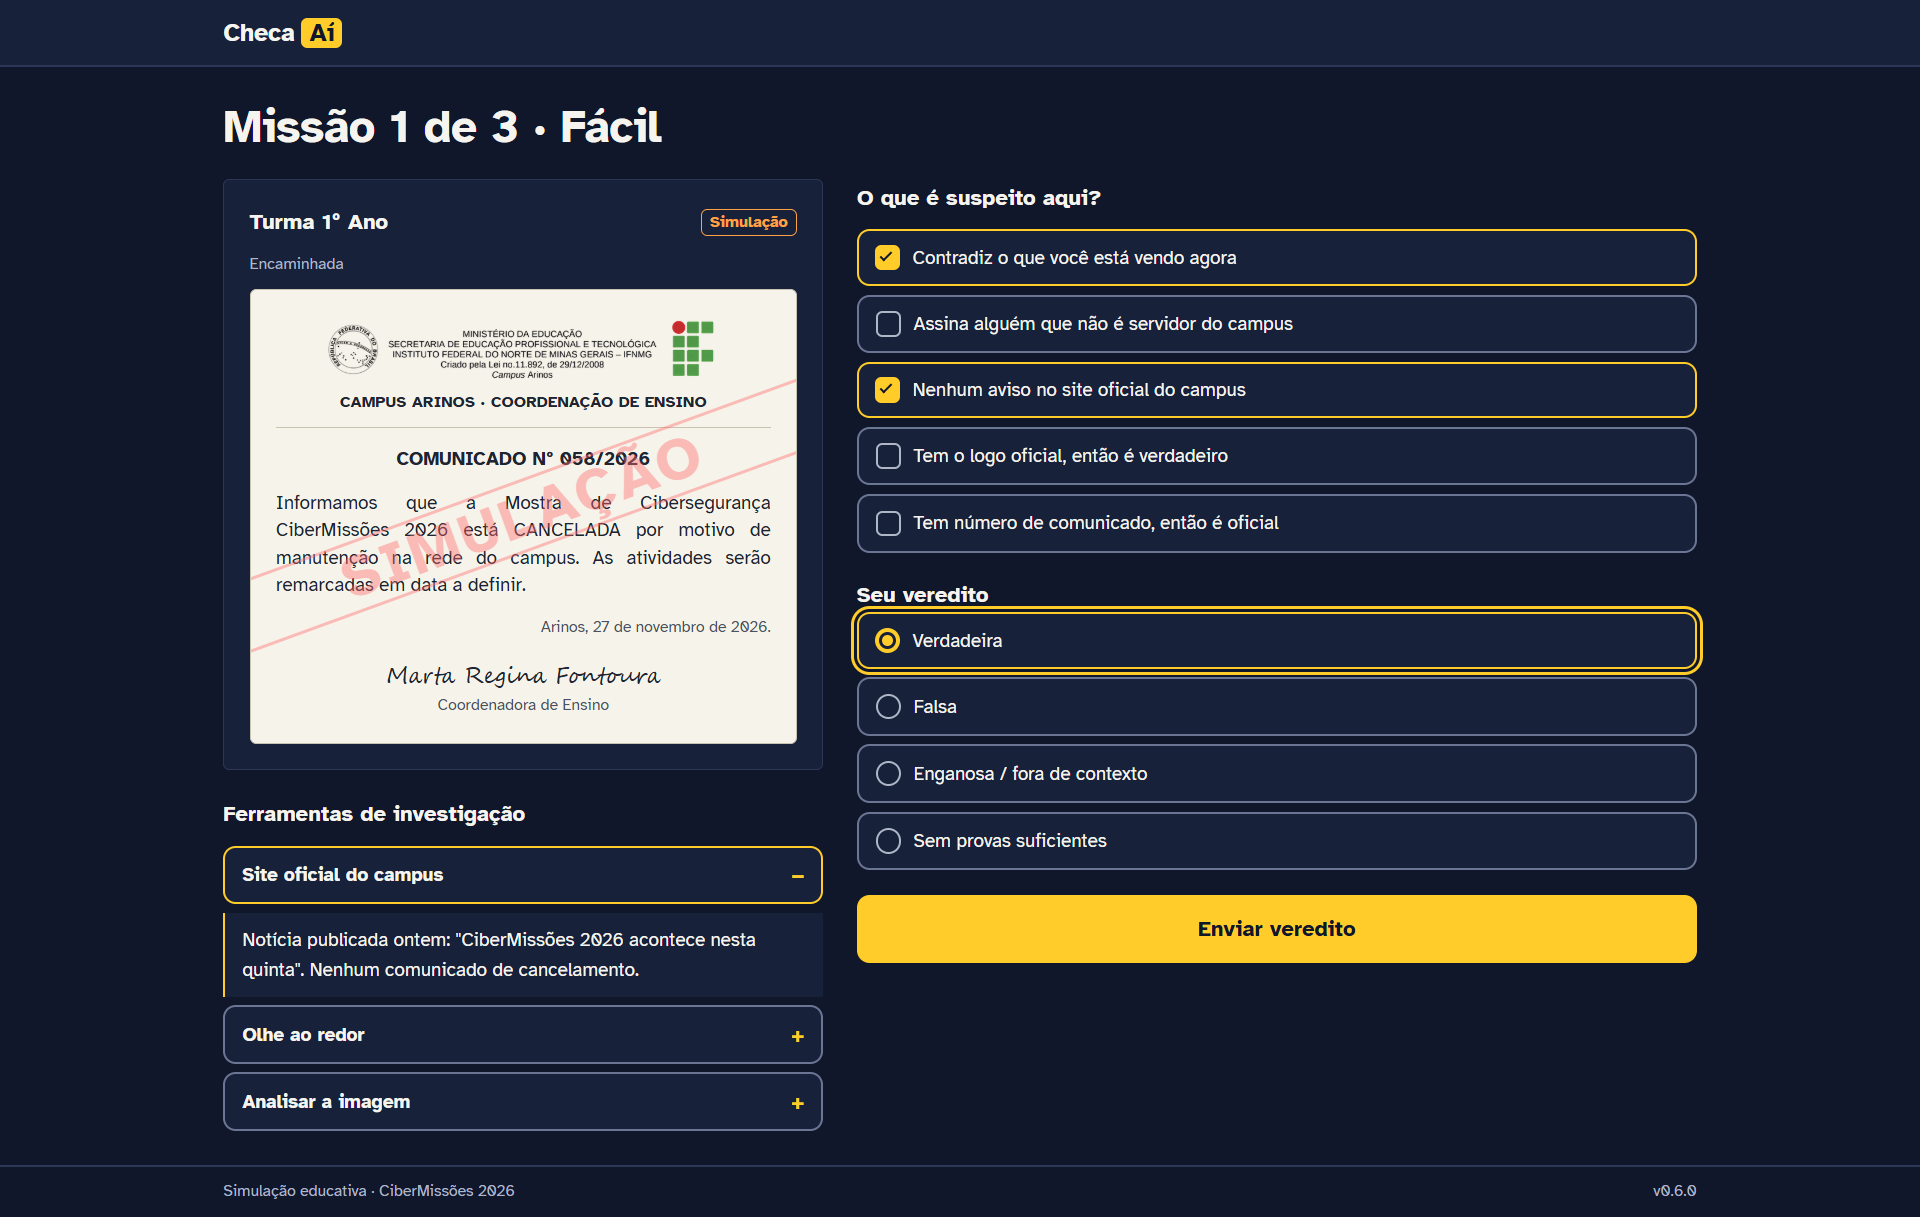 Checa Aí
Missão 1 de 3 · Fácil
Turma 1º Ano
Simulação
Encaminhada
MINISTÉRIO DA EDUCAÇÃO
SECRETARIA DE EDUCAÇÃO PROFISSIONAL E TECNOLÓGICA
INSTITUTO FEDERAL DO NORTE DE MINAS GERAIS – IFNMG
Criado pela Lei no.11.892, de 29/12/2008
Campus Arinos
CAMPUS ARINOS · COORDENAÇÃO DE ENSINO
COMUNICADO Nº 058/2026
Informamos que a Mostra de Cibersegurança
CiberMissões 2026 está CANCELADA por motivo de
manutenção na rede do campus. As atividades serão
remarcadas em data a definir.
SIMULAÇÃO
Arinos, 27 de novembro de 2026.
Marta Regina Fontoura
Coordenadora de Ensino
Ferramentas de investigação
Site oficial do campus
Notícia publicada ontem: "CiberMissões 2026 acontece nesta
quinta". Nenhum comunicado de cancelamento.
Olhe ao redor
Analisar a imagem
O que é suspeito aqui?
Contradiz o que você está vendo agora
Assina alguém que não é servidor do campus
Nenhum aviso no site oficial do campus
Tem o logo oficial, então é verdadeiro
Tem número de comunicado, então é oficial
Seu veredito
Verdadeira
Falsa
Enganosa / fora de contexto
Sem provas suficientes
Enviar veredito
Simulação educativa · CiberMissões 2026
v0.6.0